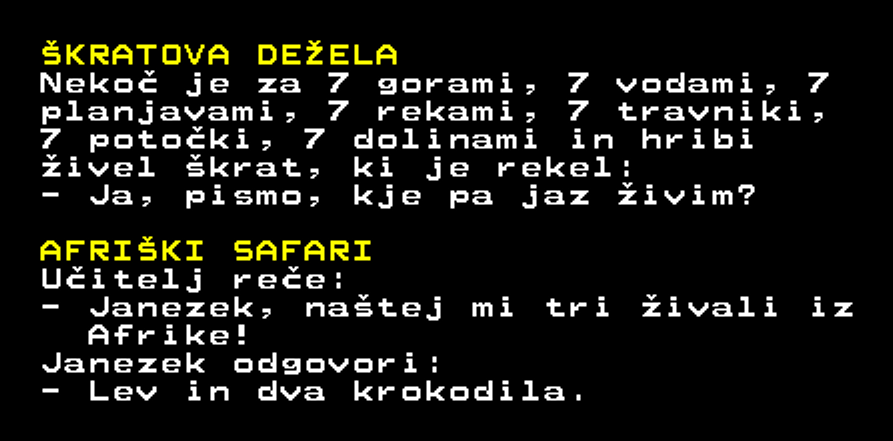 ŠKRATOVA DEŽELA
Nekoč je za 7 gorami, 7 vodami, 7
planjavami, 7 rekami, 7 travniki,
7 potočki, 7 dolinami in hribi
živel škrat, ki je rekel:
- Ja, pismo, kje pa jaz živim?
AFRIŠKI SAFARI
Učitelj reče:
- Janezek, naštej mi tri živali iz
Afrike!
Janezek odgovori:
- Lev in dva krokodila.